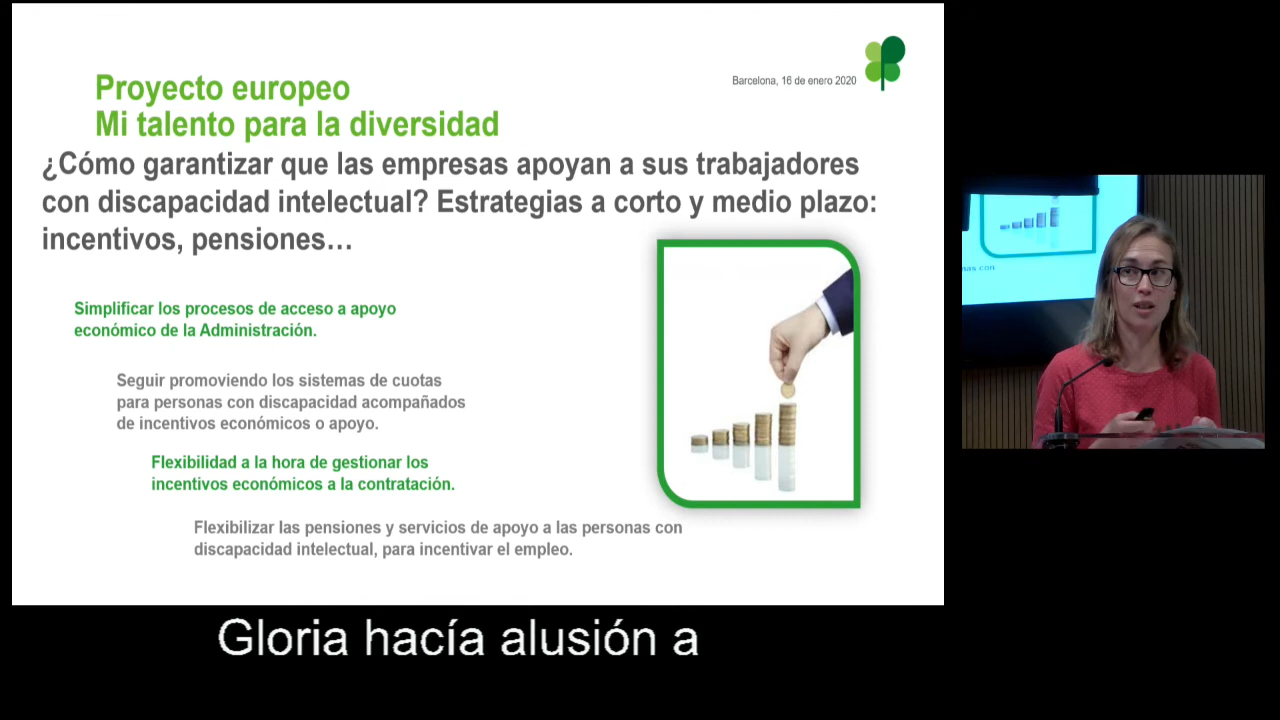 Proyecto europeo
Mi talento para la diversidad
Barcelona, 16 de enero 2020
¿Cómo garantizar que las empresas apoyan a sus trabajadores
con discapacidad intelectual? Estrategias a corto y medio plazo:
incentivos, pensiones…
Simplificar los procesos de acceso a apoyo
económico de la Administración.
Seguir promoviendo los sistemas de cuotas
para personas con discapacidad acompañados
de incentivos económicos o apoyo.
Flexibilidad a la hora de gestionar los
incentivos económicos a la contratación.
Flexibilizar las pensiones y servicios de apoyo a las personas con
discapacidad intelectual, para incentivar el empleo.
nas con
Gloria hacía alusión a